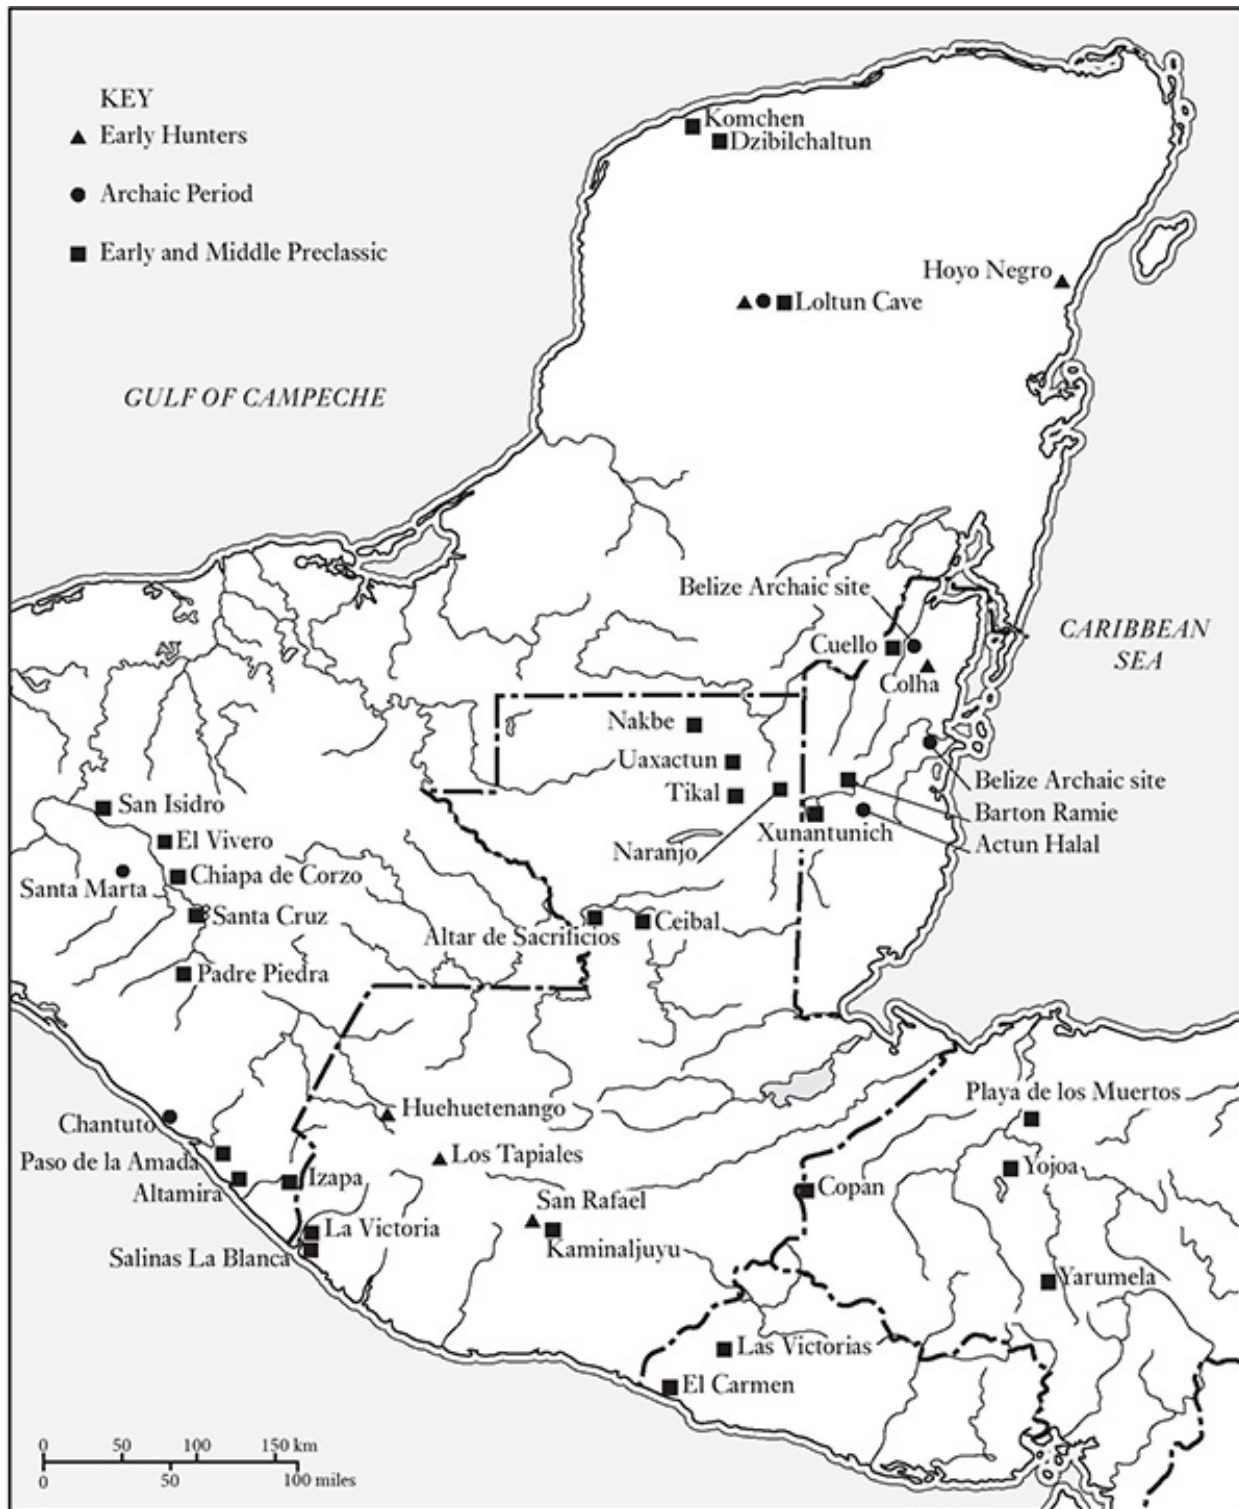 KEY
Early Hunters
Archaic Period
Early and Middle Preclassic
Komchen
Dzibilchaltun
Hoyo Negro
Loltun Cave
GULF OF CAMPECHE
Belize Archaic site
CARIBBEAN
SEA
Cuello
Colha
Nakbe
Uaxactun
Tikal
Belize Archaic site
Barton Ramie
Actun Halal
Xunantunich
Naranjo
San Isidro
El Vivero
Chiapa de Corzo
Santa Marta
Santa Cruz
Altar de Sacrificios
Ceibal
Padre Piedra
Huehuetenango
Playa de los Muertos
Chantuto
Los Tapiales
Paso de la Amada
Yojoa
Altamira
Izapa
Copan
San Rafael
La Victoria
Kaminaljuyu
Salinas La Blanca
Yarumela
Las Victorias
El Carmen
0 50 100 150 km
0 50 100 miles